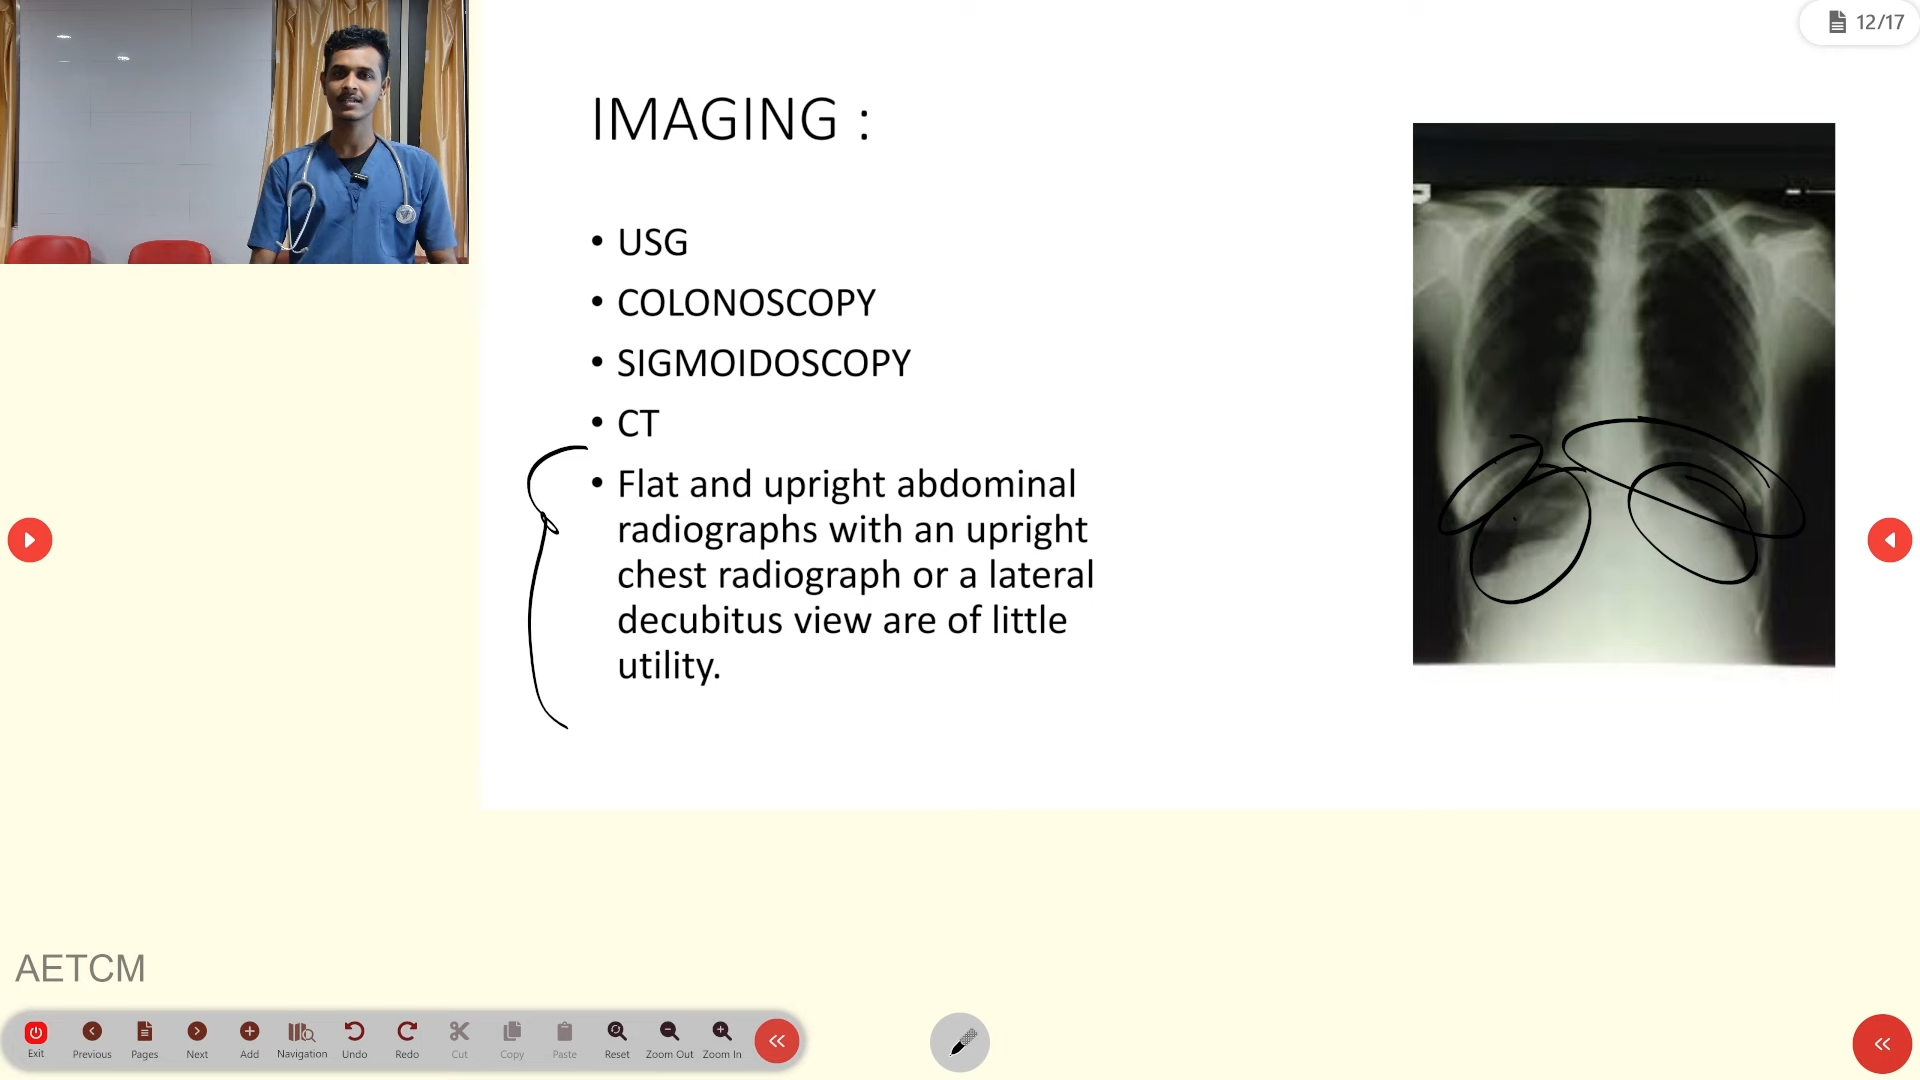 12/17
IMAGING :
• USG
• COLONOSCOPY
• SIGMOIDOSCOPY
• CT
• Flat and upright abdominal
radiographs with an upright
chest radiograph or a lateral
decubitus view are of little
utility.
AETCM
Exit Previous Pages Next Add Navigation Undo Redo Cut Copy Paste Reset Zoom Out Zoom In